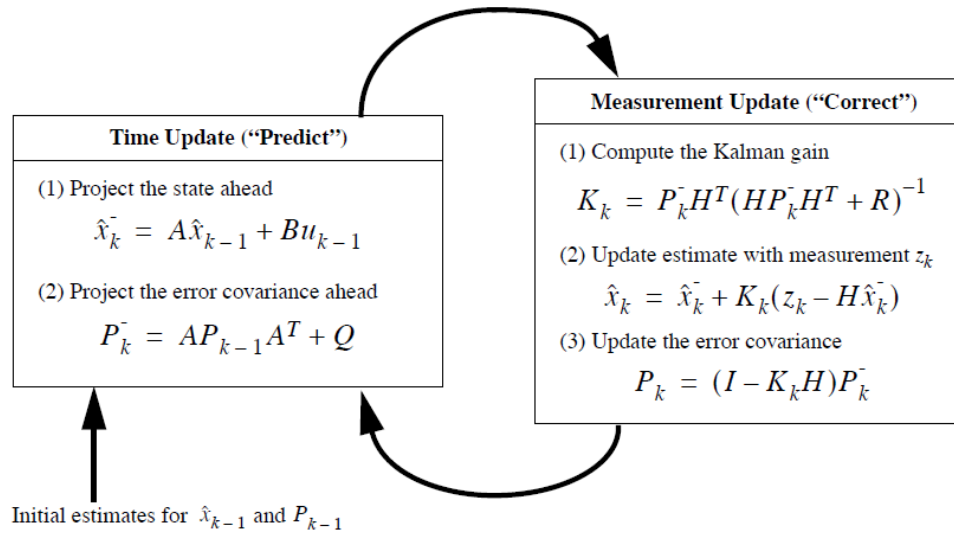 Time Update (“Predict”)
(1) Project the state ahead
x̂ₖ⁻ = Ax̂ₖ₋₁ + Buₖ₋₁
(2) Project the error covariance ahead
Pₖ⁻ = APₖ₋₁Aᵀ + Q
Measurement Update (“Correct”)
(1) Compute the Kalman gain
Kₖ = Pₖ⁻Hᵀ(HPₖ⁻Hᵀ + R)⁻¹
(2) Update estimate with measurement zₖ
x̂ₖ = x̂ₖ⁻ + Kₖ(zₖ – Hx̂ₖ⁻)
(3) Update the error covariance
Pₖ = (I – KₖH)Pₖ⁻
Initial estimates for x̂ₖ₋₁ and Pₖ₋₁